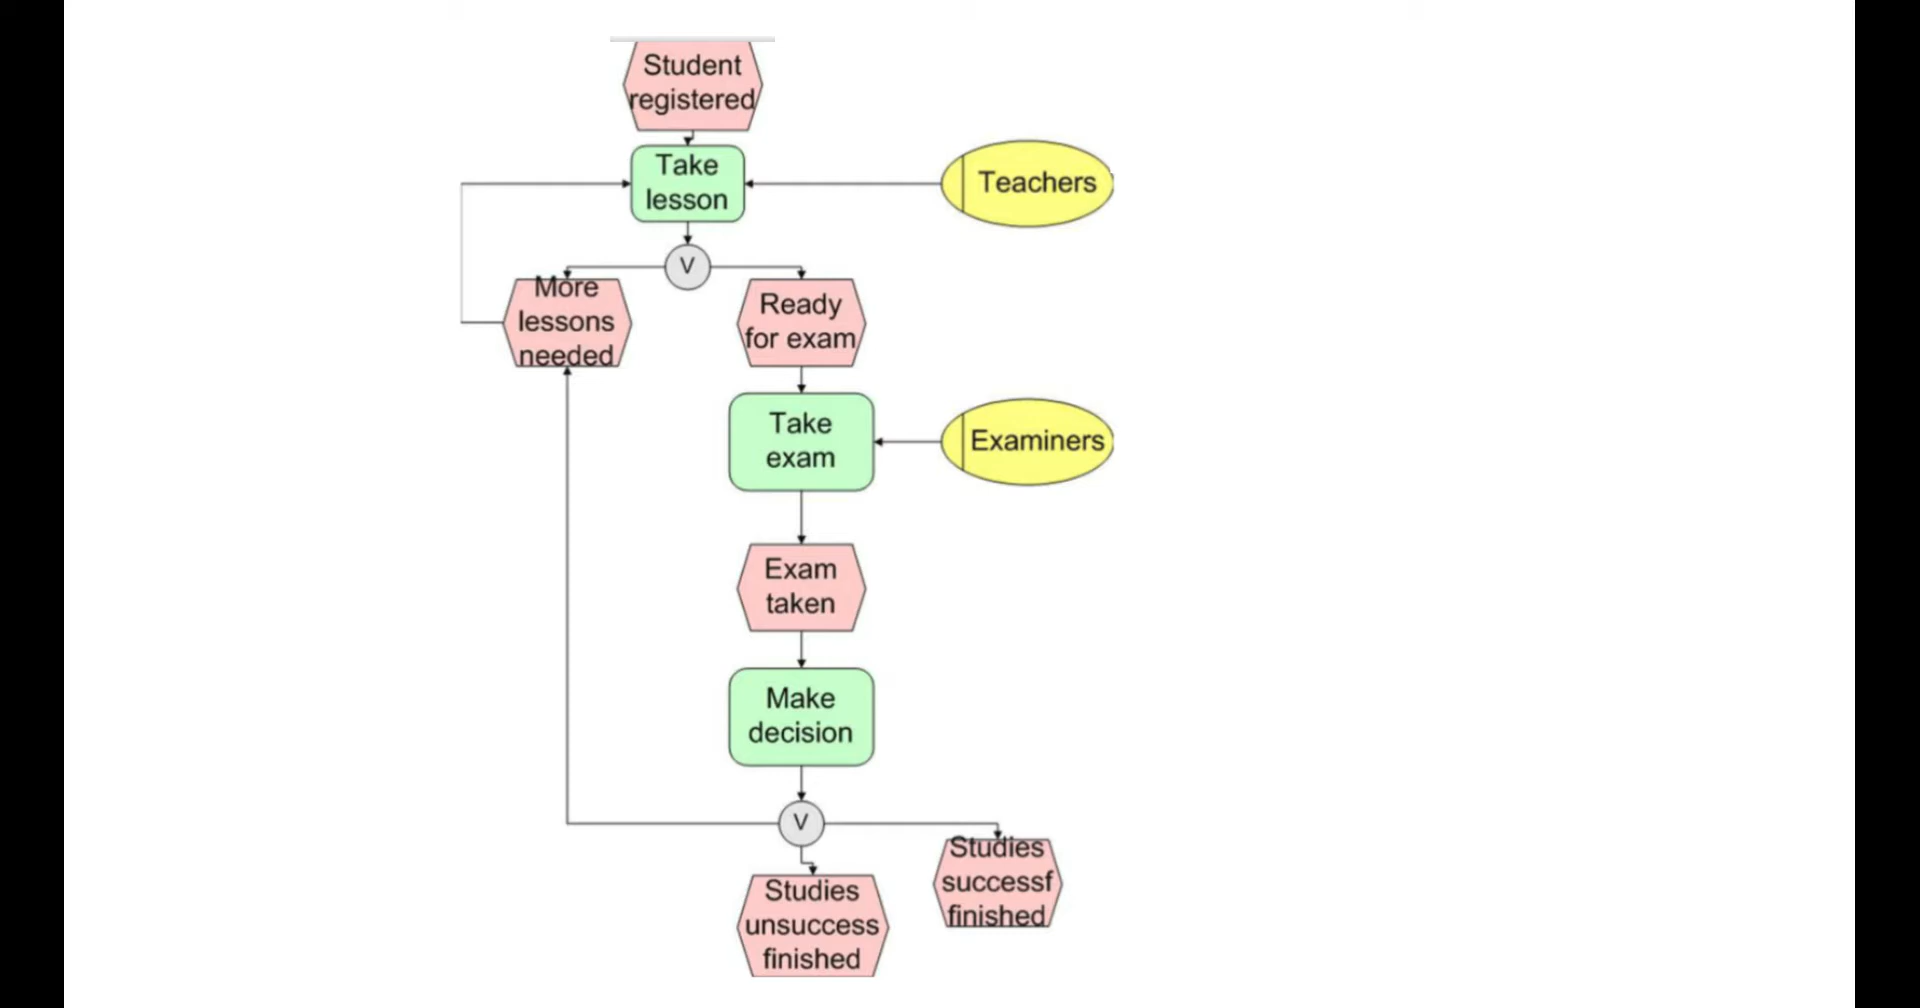 Student
registered
Take
lesson
Teachers
V
More
lessons
needed
Ready
for exam
Take
exam
Examiners
Exam
taken
Make
decision
V
Studies
successf
finished
Studies
unsuccess
finished